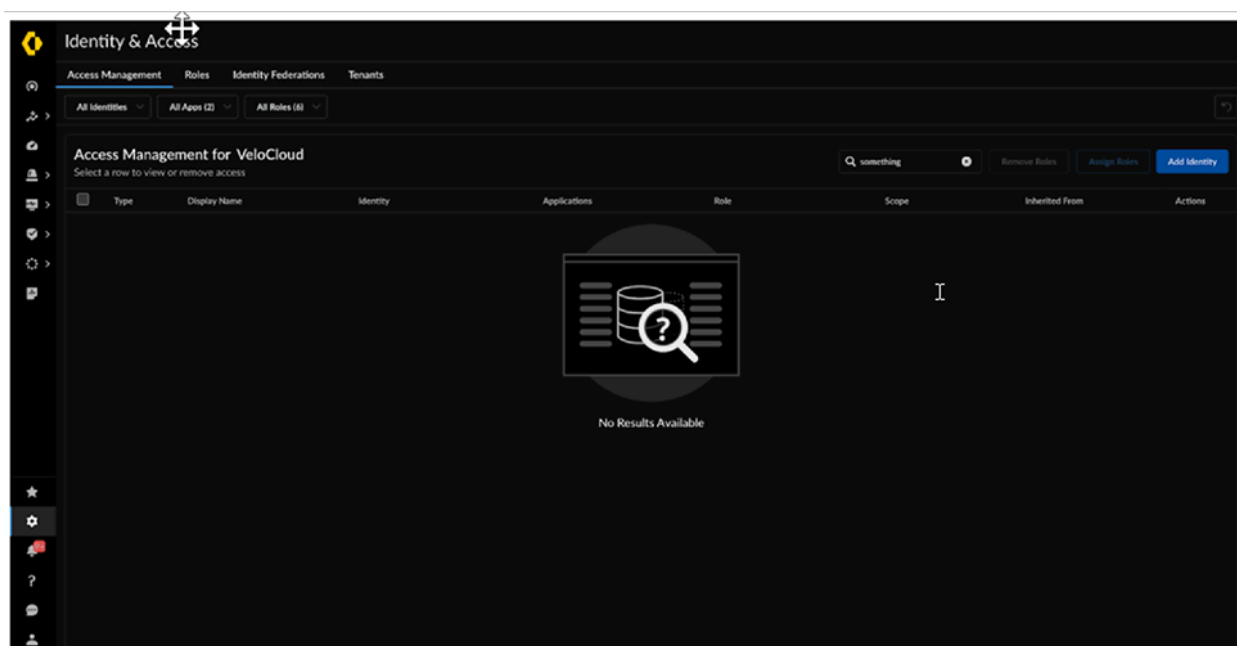 Identity & Access
Access Management Roles Identity Federations Tenants
All Identities All Apps (2) All Roles (6)
Access Management for VeloCloud
Select a row to view or remove access
something Remove Roles Assign Roles Add Identity
Type Display Name Identity Applications Role Scope Inherited From Actions
?
No Results Available
?